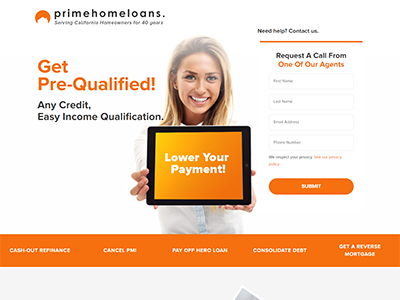 primehomeloans.
Serving California Homeowners for 40 years
Need help? Contact us.
Get
Pre-Qualified!
Any Credit,
Easy Income Qualification.
Lower Your
Payment!
Request A Call From
One Of Our Agents
First Name
Last Name
Email Address
Phone Number
We respect your privacy. See our privacy
policy.
SUBMIT
CASH-OUT REFINANCE
CANCEL PMI
PAY OFF HERO LOAN
CONSOLIDATE DEBT
GET A REVERSE
MORTGAGE